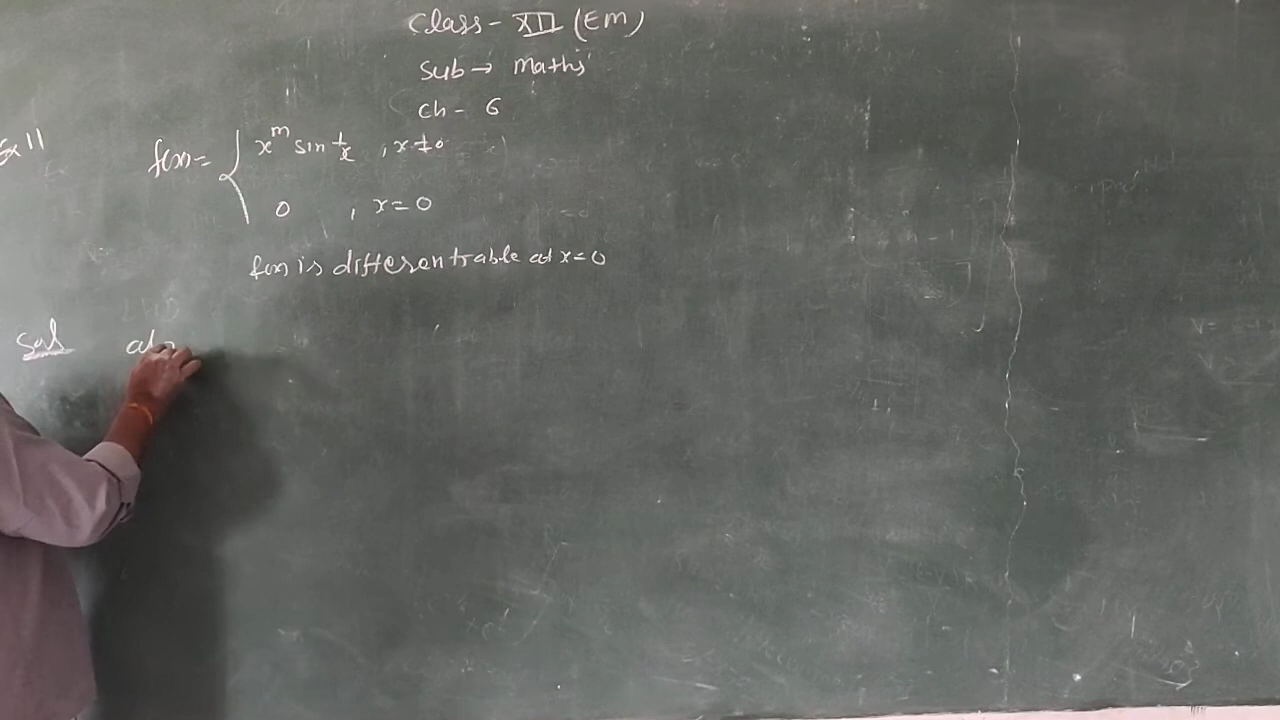 Class - XII (EM)
Sub → Maths
Ch - 6
Ex 11
f(x) = { x^m sin 1/x , x ≠ 0
0 , x = 0
f(x) is differentiable at x = 0
Sol at